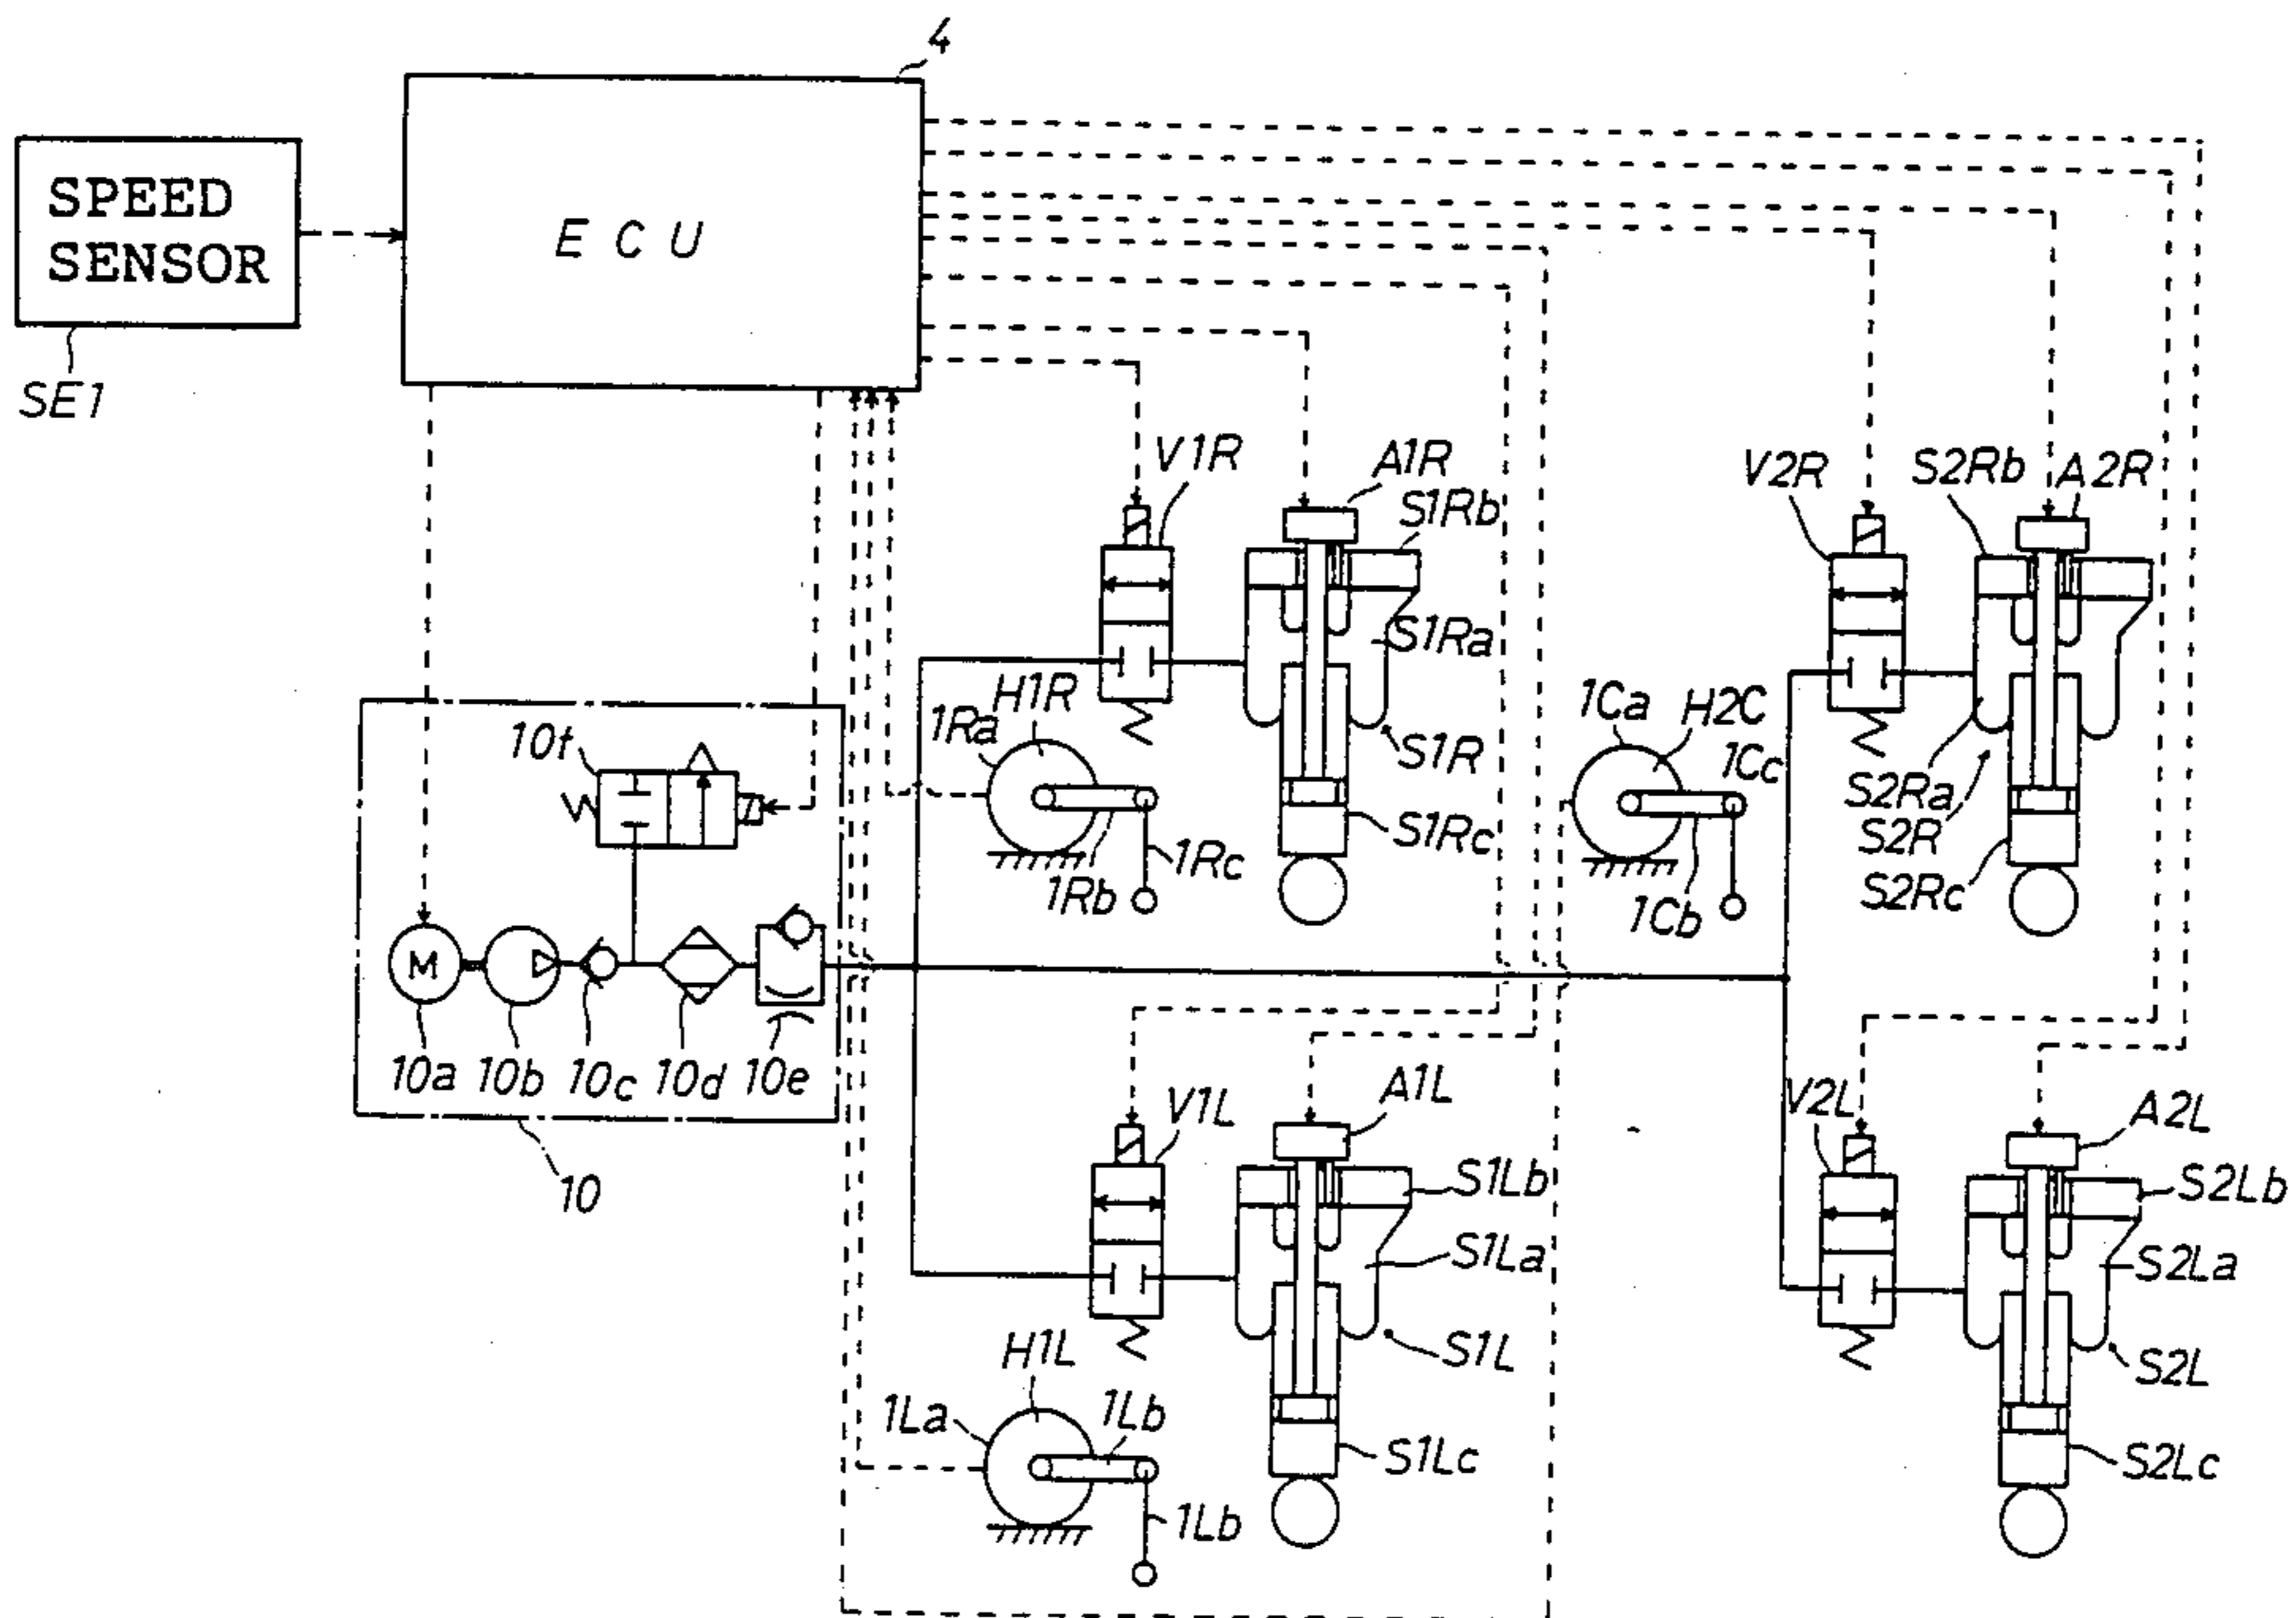 4
SPEED
SENSOR
E C U
SE1
V1R
A1R
S1Rb
V2R
S2Rb
A2R
S1Ra
H1R
1Ra
1Ca
H2C
10f
S1R
1Cc
S2Ra
S2R
S1Rc
1Rc
1Rb
S2Rc
1Cb
M
10a
10b
10c
10d
10e
V1L
A1L
V2L
A2L
10
S1Lb
S2Lb
S1La
S2La
H1L
S1L
S2L
1La
1Lb
S1Lc
S2Lc
1Lb